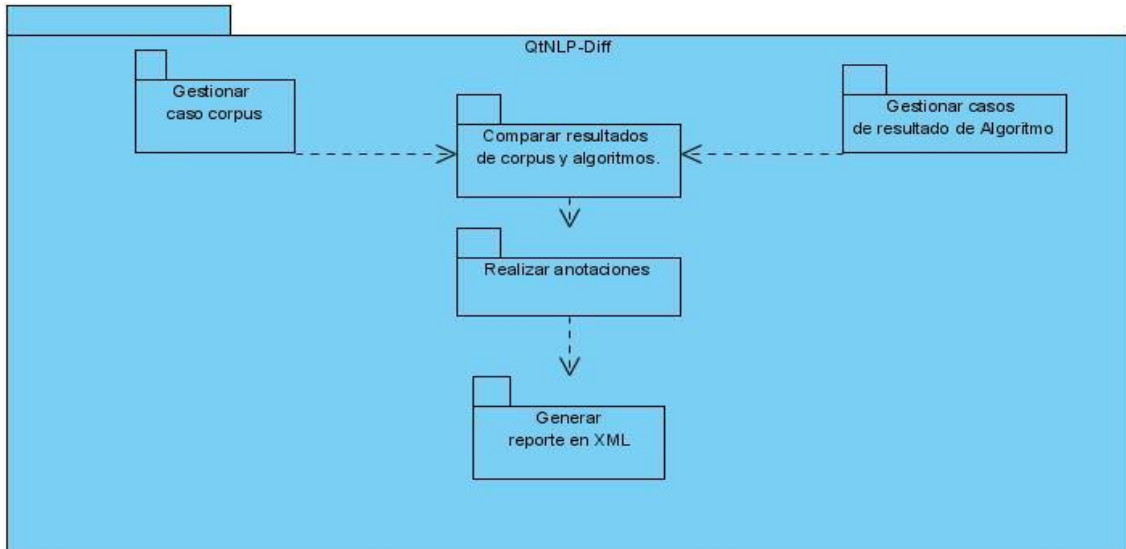 QtNLP-Diff
Gestionar
caso corpus
Comparar resultados
de corpus y algoritmos.
Gestionar casos
de resultado de Algoritmo
Realizar anotaciones
Generar
reporte en XML